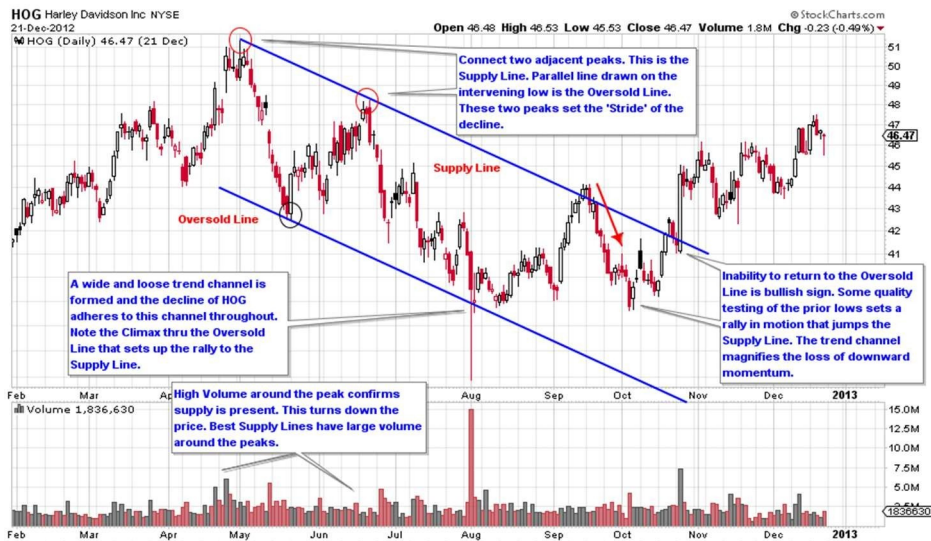 HOG Harley Davidson Inc NYSE
© StockCharts.com
21-Dec-2012
Open 46.48 High 46.53 Low 45.53 Close 46.47 Volume 1.8M Chg -0.23 (-0.49%)
HOG (Daily) 46.47 (21 Dec)
Connect two adjacent peaks. This is the
Supply Line. Parallel line drawn on the
intervening low is the Oversold Line.
These two peaks set the 'Stride' of the
decline.
Supply Line
Oversold Line
A wide and loose trend channel is
formed and the decline of HOG
adheres to this channel throughout.
Note the Climax thru the Oversold
Line that sets up the rally to the
Supply Line.
Inability to return to the Oversold
Line is bullish sign. Some quality
testing of the prior lows sets a
rally in motion that jumps the
Supply Line. The trend channel
magnifies the loss of downward
momentum.
51
50
49
48
47
46.47
45
44
43
42
41
Feb Mar Ap Aug Sep Oct Nov Dec 2013
High Volume around the peak confirms
supply is present. This turns down the
price. Best Supply Lines have large volume
around the peaks.
Volume 1,836,630
15.0M
12.5M
10.0M
7.5M
5.0M
1836630
Feb Mar Apr May Jun Jul Aug Sep Oct Nov Dec 2013